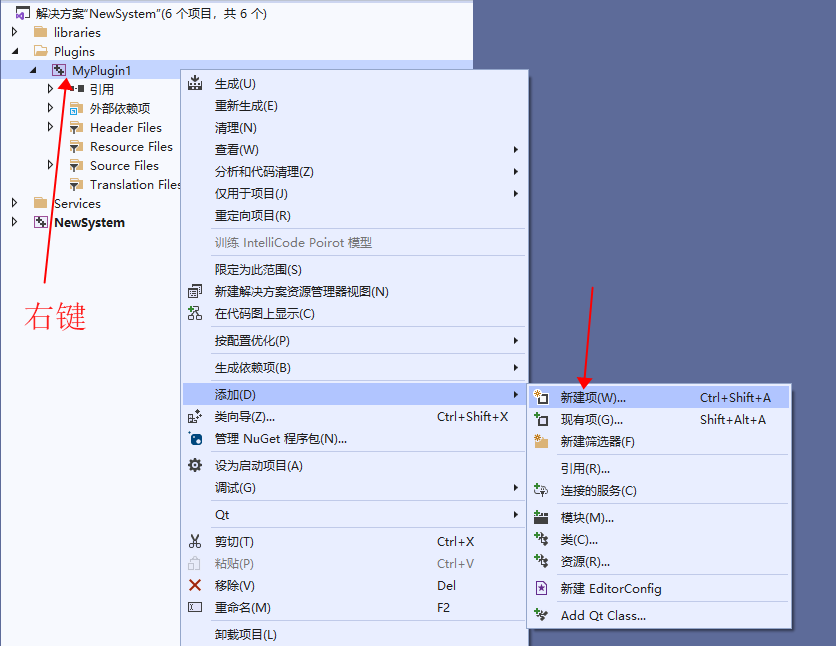 解决方案"NewSystem"(6 个项目，共 6 个)
libraries
Plugins
MyPlugin1
引用
外部依赖项
Header Files
Resource Files
Source Files
Translation Files
Services
NewSystem
右键
生成(U)
重新生成(E)
清理(N)
查看(W)
分析和代码清理(Z)
仅用于项目(J)
重定向项目(R)
训练 IntelliCode Poirot 模型
限定为此范围(S)
新建解决方案资源管理器视图(N)
在代码图上显示(C)
按配置优化(P)
生成依赖项(B)
添加(D)
类向导(Z)... Ctrl+Shift+X
管理 NuGet 程序包(N)...
设为启动项目(A)
调试(G)
Qt
剪切(T) Ctrl+X
粘贴(P) Ctrl+V
移除(V) Del
重命名(M) F2
卸载项目(L)
新建项(W)... Ctrl+Shift+A
现有项(G)... Shift+Alt+A
新建筛选器(F)
引用(R)...
连接的服务(C)
模块(M)...
类(C)...
资源(R)...
新建 EditorConfig
Add Qt Class...